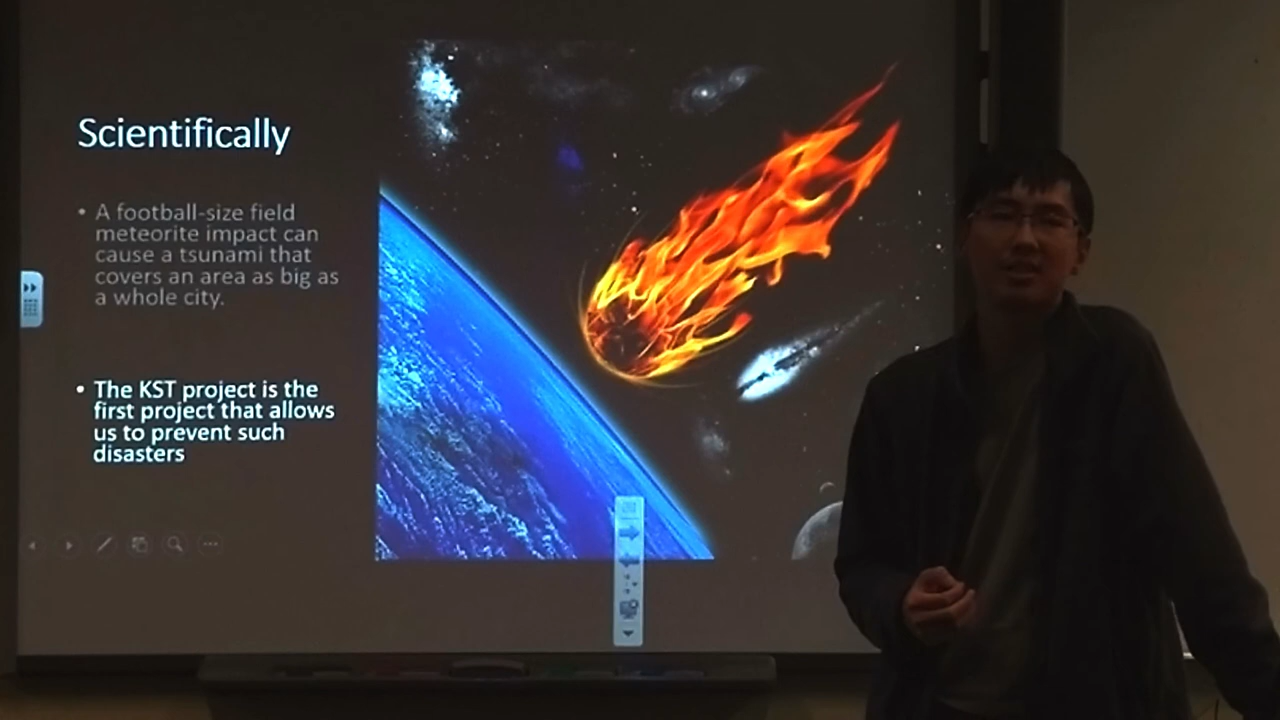 Scientifically
• A football-size field
meteorite impact can
cause a tsunami that
covers an area as big as
a whole city.
• The KST project is the
first project that allows
us to prevent such
disasters